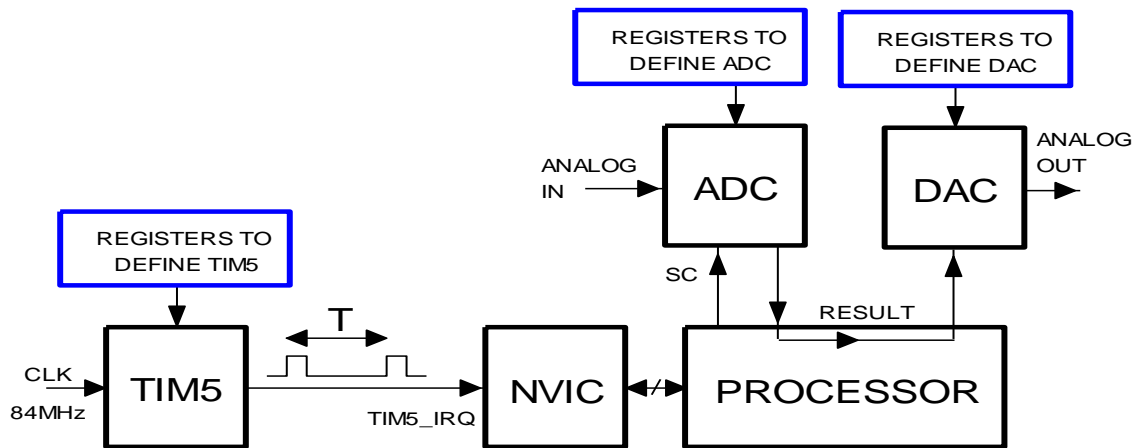 REGISTERS TO
DEFINE ADC
REGISTERS TO
DEFINE DAC
ANALOG
IN
ADC
DAC
ANALOG
OUT
REGISTERS TO
DEFINE TIM5
SC
RESULT
T
CLK
84MHz
TIM5
TIM5_IRQ
NVIC
PROCESSOR